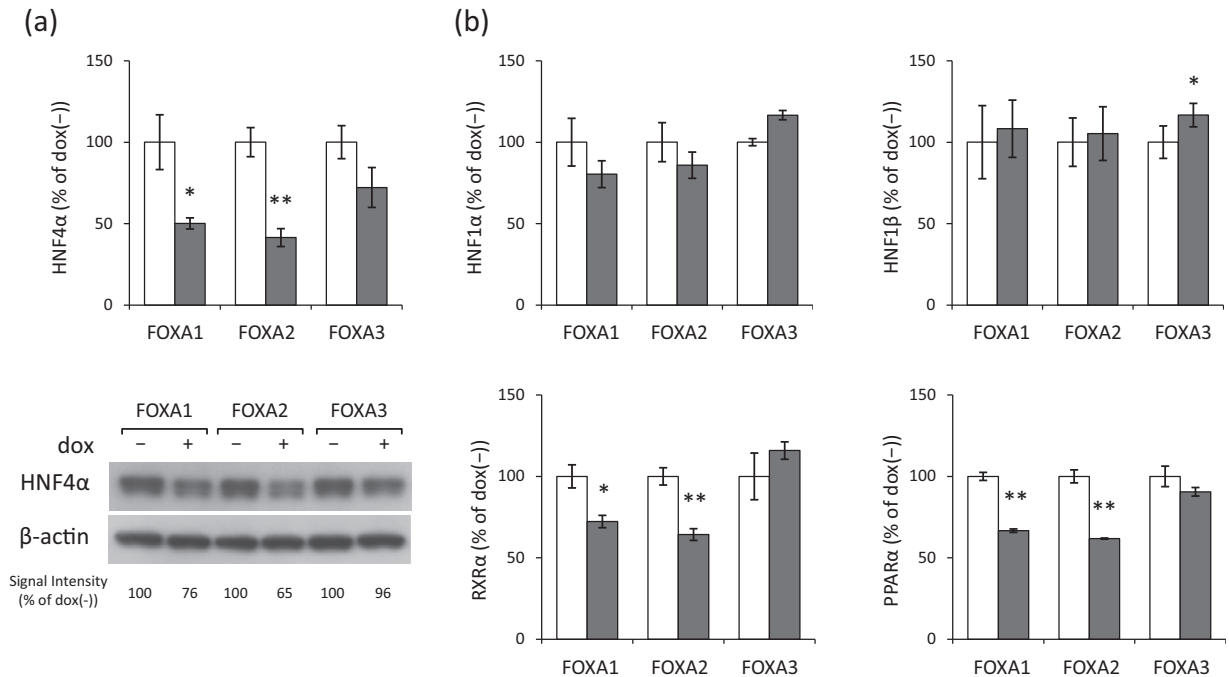 (a)
HNF4α (% of dox(−))
150
100
50
0
*
**
FOXA1 FOXA2 FOXA3
FOXA1 FOXA2 FOXA3
dox − + − + − +
HNF4α
β-actin
Signal Intensity
(% of dox(-))
100 76 100 65 100 96
(b)
HNF1α (% of dox(−))
150
100
50
0
FOXA1 FOXA2 FOXA3
HNF1β (% of dox(−))
150
100
50
0
*
FOXA1 FOXA2 FOXA3
RXRα (% of dox(−))
150
100
50
0
*
**
FOXA1 FOXA2 FOXA3
PPARα (% of dox(−))
150
100
50
0
**
**
FOXA1 FOXA2 FOXA3